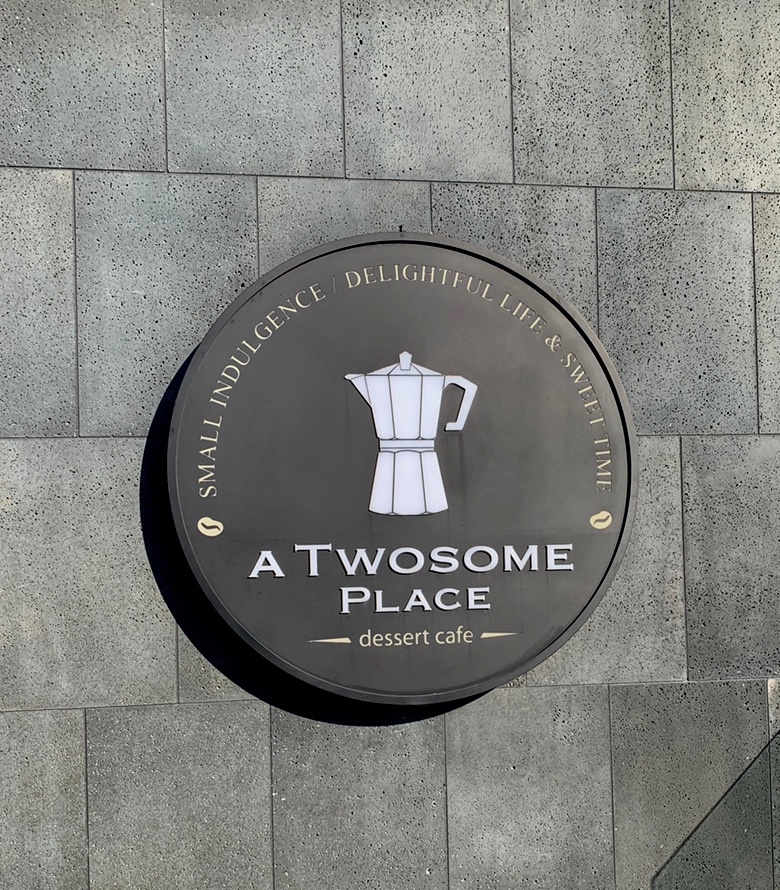 SMALL INDULGENCE / DELIGHTFUL LIFE & SWEET TIME
A TWOSOME
PLACE
dessert cafe